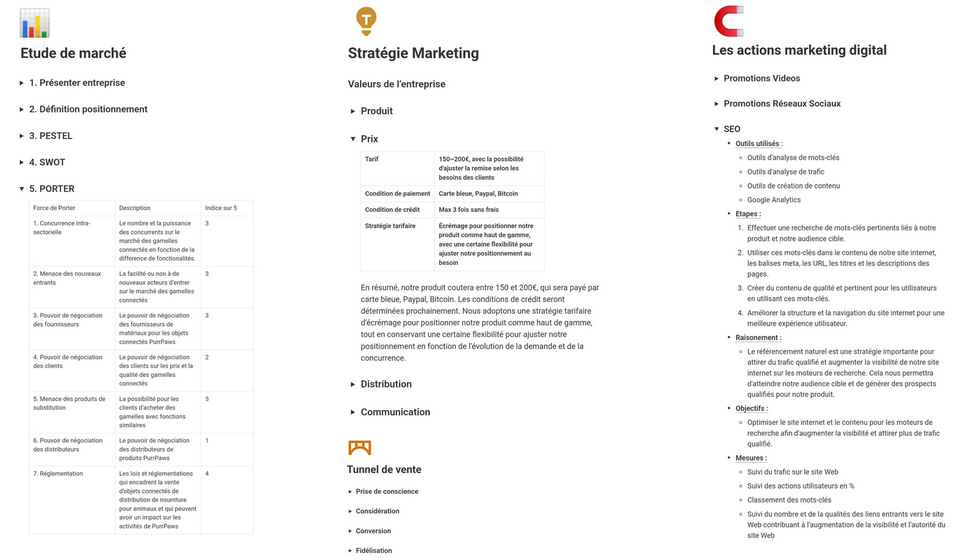 Etude de marché
1. Présenter entreprise
2. Définition positionnement
3. PESTEL
4. SWOT
5. PORTER
Force de Porter Description Indice sur 5
1. Concurrence intra-sectorielle Le nombre et la puissance des concurrents sur le marché des gamelles connectés en fonction de la difference de fonctionalités. 3
2. Menace des nouveaux entrants La facilité ou non à de nouveaux acteurs d'entrer sur le marché des gamelles connectés 3
3. Pouvoir de négociation des fournisseurs Le pouvoir de négociation des fournisseurs de matériaux pour les objets connectés PurrPaws 3
4. Pouvoir de négociation des clients Le pouvoir de négociation des clients sur les prix et la qualité des gamelles connectés 2
5. Menace des produits de substitution La possibilité pour les clients d'acheter des gamelles avec fonctions similaires 5
6. Pouvoir de négociation des distributeurs Le pouvoir de négociation des distributeurs de produits PurrPaws 1
7. Réglementation Les lois et réglementations qui encadrent la vente d'objets connectés de distribution de nourriture pour animaux et qui peuvent avoir un impact sur les activités de PurrPaws 4
T
Stratégie Marketing
Valeurs de l'entreprise
Produit
Prix
Tarif 150~200€, avec la possibilité d'ajuster la remise selon les besoins des clients
Condition de paiement Carte bleue, Paypal, Bitcoin
Condition de crédit Max 3 fois sans frais
Stratégie tarifaire Écrémage pour positionner notre produit comme haut de gamme, avec une certaine flexibilité pour ajuster notre positionnement au besoin
En résumé, notre produit coutera entre 150 et 200€, qui sera payé par
carte bleue, Paypal, Bitcoin. Les conditions de crédit seront
déterminées prochainement. Nous adoptons une stratégie tarifaire
d'écrémage pour positionner notre produit comme haut de gamme,
tout en conservant une certaine flexibilité pour ajuster notre
positionnement en fonction de l'évolution de la demande et de la
concurrence.
Distribution
Communication
Tunnel de vente
Prise de conscience
Considération
Conversion
Fidélisation
Les actions marketing digital
Promotions Videos
Promotions Réseaux Sociaux
SEO
Outils utilisés :
Outils d'analyse de mots-clés
Outils d'analyse de trafic
Outils de création de contenu
Google Analytics
Etapes :
1. Effectuer une recherche de mots-clés pertinents liés à notre
produit et notre audience cible.
2. Utiliser ces mots-clés dans le contenu de notre site internet,
les balises meta, les URL, les titres et les descriptions des
pages.
3. Créer du contenu de qualité et pertinent pour les utilisateurs
en utilisant ces mots-clés.
4. Améliorer la structure et la navigation du site internet pour une
meilleure expérience utilisateur.
Raisonement :
Le référencement naturel est une stratégie importante pour
attirer du trafic qualifié et augmenter la visibilité de notre site
internet sur les moteurs de recherche. Cela nous permettra
d'atteindre notre audience cible et de générer des prospects
qualifiés pour notre produit.
Objectifs :
Optimiser le site internet et le contenu pour les moteurs de
recherche afin d'augmenter la visibilité et attirer plus de trafic
qualifié.
Mesures :
Suivi du trafic sur le site Web
Suivi des actions utilisateurs en %
Classement des mots-clés
Suivi du nombre et de la qualités des liens entrants vers le site
Web contribuant à l'augmentation de la visibilité et l'autorité du
site Web